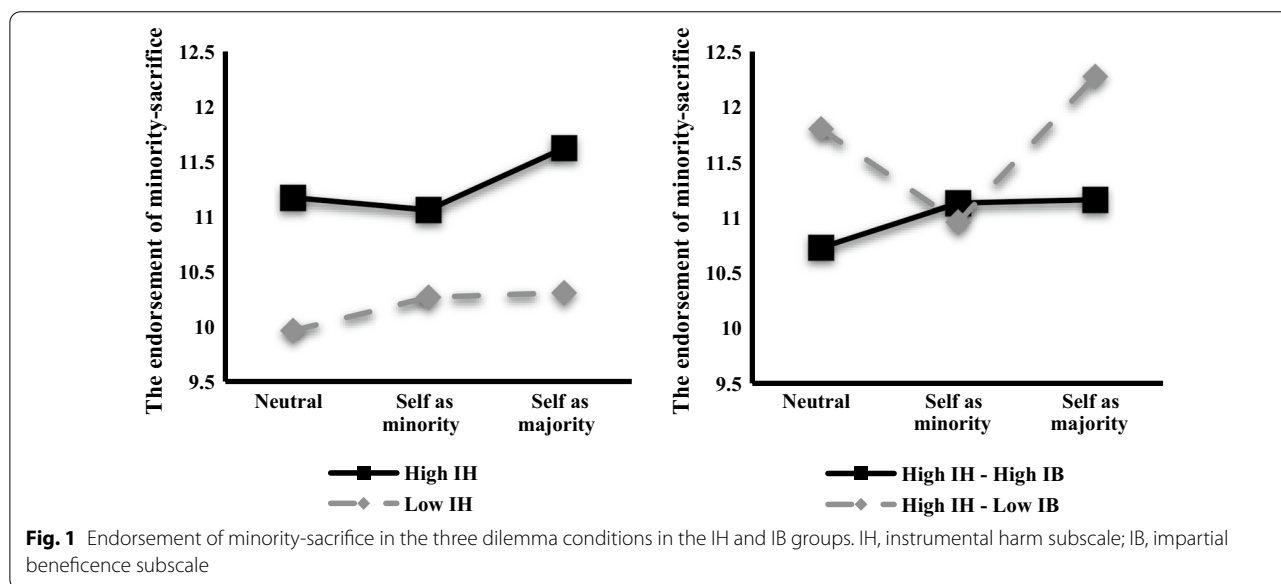 The endorsement of minority-sacrifice
12.5
12
11.5
11
10.5
10
9.5
Neutral
Self as
minority
Self as
majority
High IH
Low IH
The endorsement of minority-sacrifice
12.5
12
11.5
11
10.5
10
9.5
Neutral
Self as
minority
Self as
majority
High IH - High IB
High IH - Low IB
Fig. 1 Endorsement of minority-sacrifice in the three dilemma conditions in the IH and IB groups. IH, instrumental harm subscale; IB, impartial
beneficence subscale